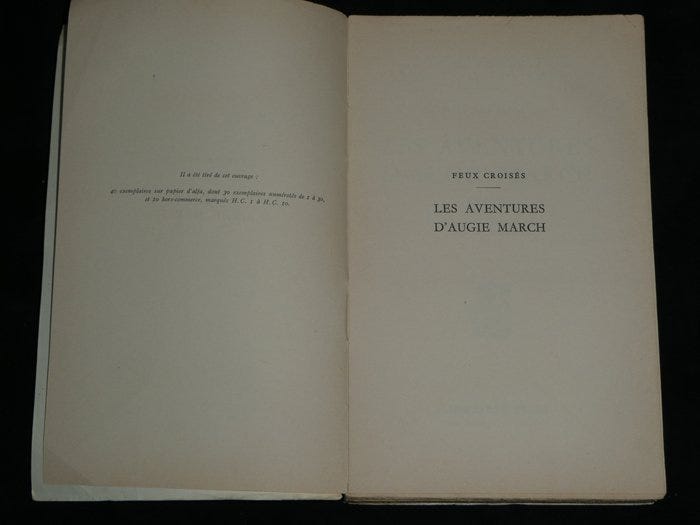 Il a été tiré de cet ouvrage :
40 exemplaires sur papier d'alfa, dont 30 exemplaires numérotés de 1 à 30,
et 10 hors-commerce, marqués H. C. 1 à H. C. 10.
FEUX CROISÉS
LES AVENTURES
D'AUGIE MARCH